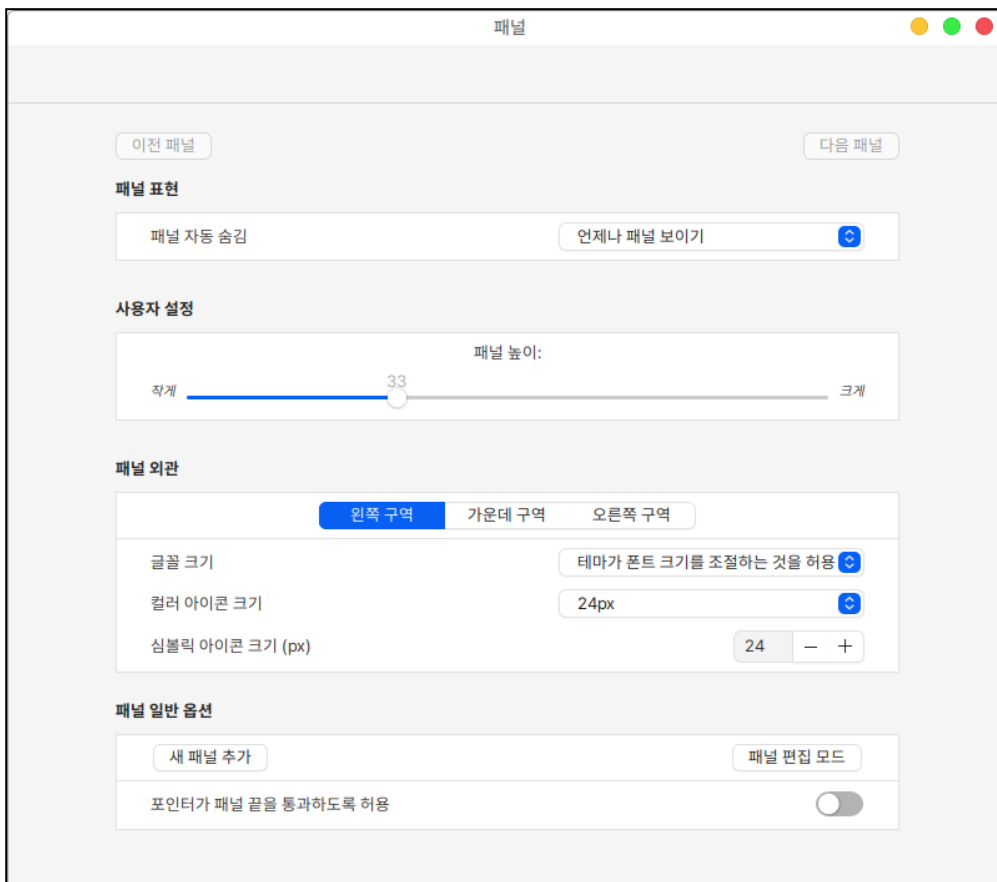 패널
이전 패널
다음 패널
패널 표현
패널 자동 숨김
언제나 패널 보이기
사용자 설정
패널 높이:
33
작게
크게
패널 외관
왼쪽 구역
가운데 구역
오른쪽 구역
글꼴 크기
테마가 폰트 크기를 조절하는 것을 허용
컬러 아이콘 크기
24px
심볼릭 아이콘 크기 (px)
24
패널 일반 옵션
새 패널 추가
패널 편집 모드
포인터가 패널 끝을 통과하도록 허용